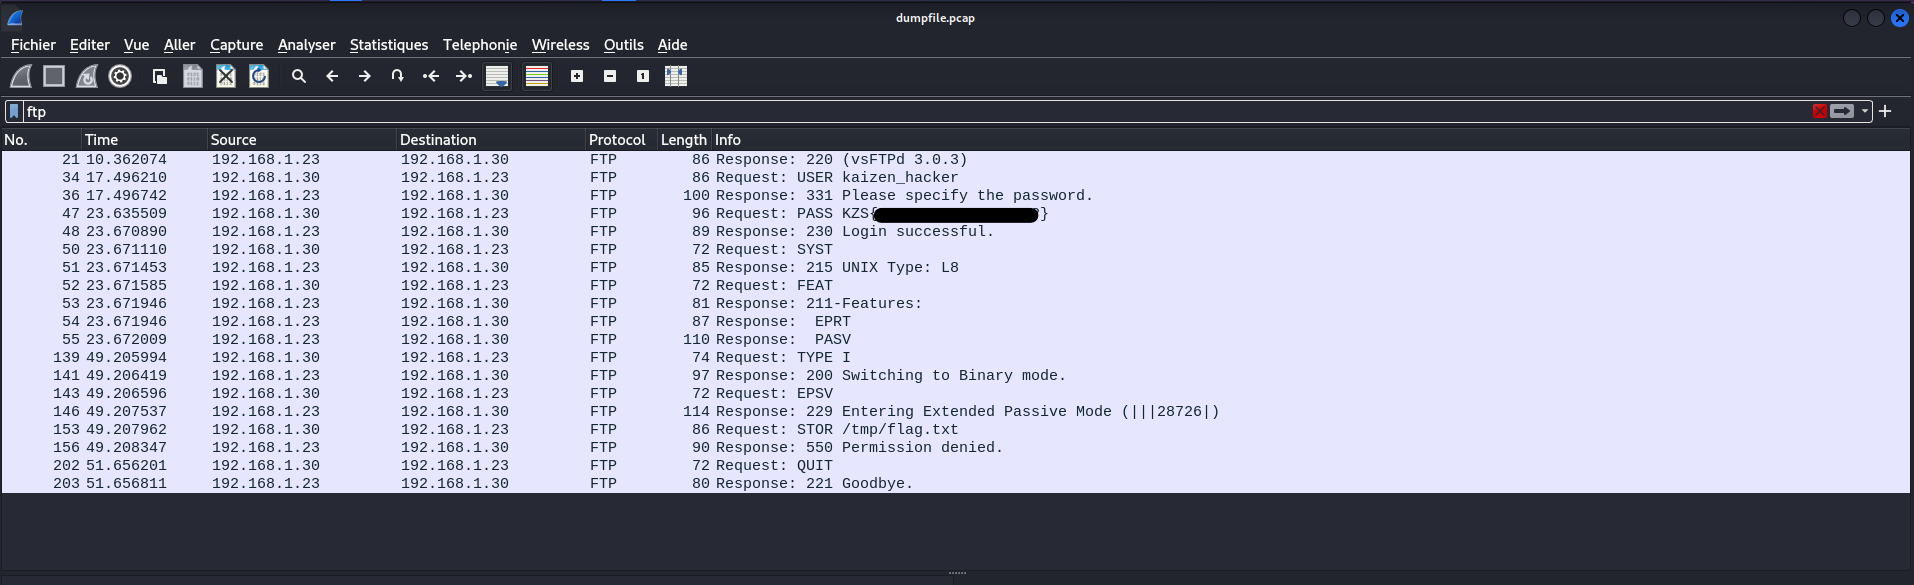 dumpfile.pcap
Fichier Editer Vue Aller Capture Analyser Statistiques Telephonie Wireless Outils Aide
ftp
No. Time Source Destination Protocol Length Info
21 10.362074 192.168.1.23 192.168.1.30 FTP 86 Response: 220 (vsFTPd 3.0.3)
34 17.496210 192.168.1.30 192.168.1.23 FTP 86 Request: USER kaizen_hacker
36 17.496742 192.168.1.23 192.168.1.30 FTP 100 Response: 331 Please specify the password.
47 23.635509 192.168.1.30 192.168.1.23 FTP 96 Request: PASS KZS{ }
48 23.670890 192.168.1.23 192.168.1.30 FTP 89 Response: 230 Login successful.
50 23.671110 192.168.1.30 192.168.1.23 FTP 72 Request: SYST
51 23.671453 192.168.1.23 192.168.1.30 FTP 85 Response: 215 UNIX Type: L8
52 23.671585 192.168.1.30 192.168.1.23 FTP 72 Request: FEAT
53 23.671946 192.168.1.23 192.168.1.30 FTP 81 Response: 211-Features:
54 23.671946 192.168.1.23 192.168.1.30 FTP 87 Response:  EPRT
55 23.672009 192.168.1.23 192.168.1.30 FTP 110 Response:  PASV
139 49.205994 192.168.1.30 192.168.1.23 FTP 74 Request: TYPE I
141 49.206419 192.168.1.23 192.168.1.30 FTP 97 Response: 200 Switching to Binary mode.
143 49.206596 192.168.1.30 192.168.1.23 FTP 72 Request: EPSV
146 49.207537 192.168.1.23 192.168.1.30 FTP 114 Response: 229 Entering Extended Passive Mode (|||28726|)
153 49.207962 192.168.1.30 192.168.1.23 FTP 86 Request: STOR /tmp/flag.txt
156 49.208347 192.168.1.23 192.168.1.30 FTP 90 Response: 550 Permission denied.
202 51.656201 192.168.1.30 192.168.1.23 FTP 72 Request: QUIT
203 51.656811 192.168.1.23 192.168.1.30 FTP 80 Response: 221 Goodbye.